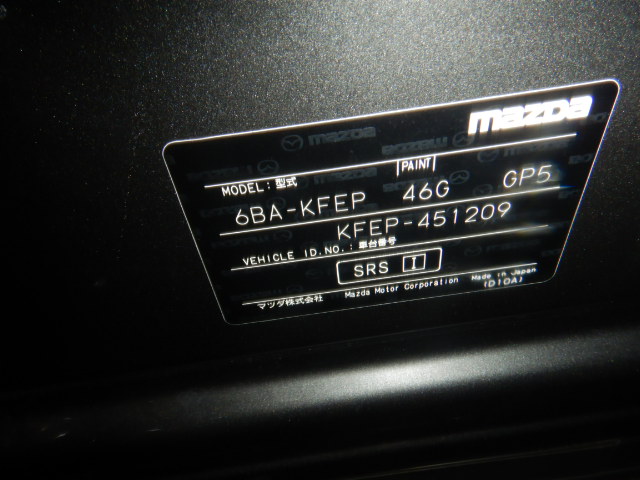 mazda
MODEL: 型式 PAINT
6BA-KFEP 46G GP5
KFEP-451209
VEHICLE ID.NO.: 車台番号
SRS I
マツダ株式会社 Mazda Motor Corporation Made in Japan
(D10A)